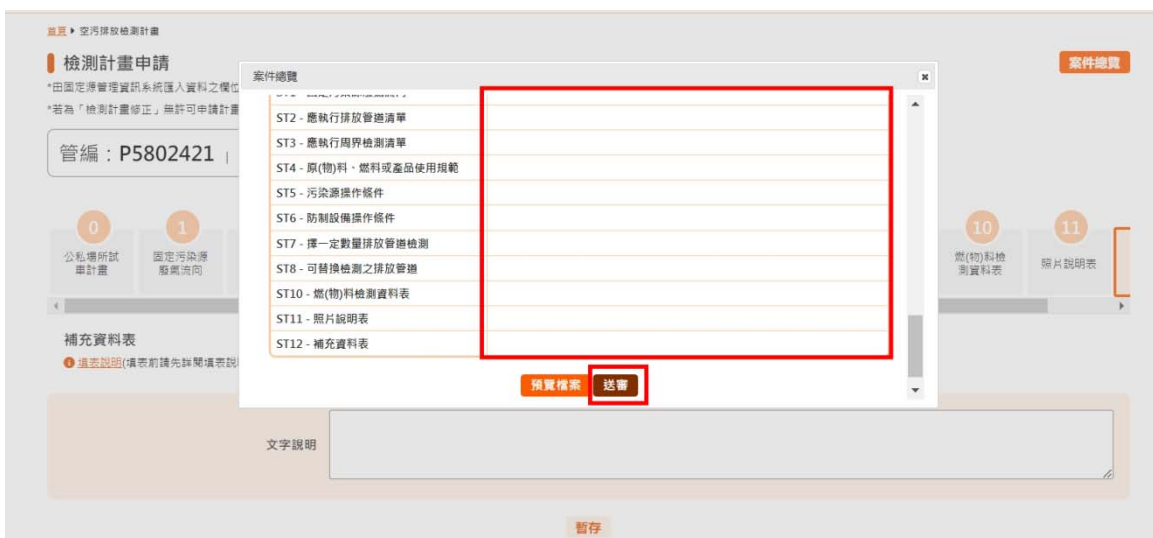 首頁 ▸ 空污排放檢測計畫
檢測計畫申請
案件總覽
*由固定源管理資訊系統匯入資料之欄位
*若為「檢測計畫修正」無許可申請計畫
管編：P5802421 |
案件總覽
ST2 - 應執行排放管道清單
ST3 - 應執行周界檢測清單
ST4 - 原(物)料、燃料或產品使用規範
ST5 - 污染源操作條件
ST6 - 防制設備操作條件
ST7 - 擇一定數量排放管道檢測
ST8 - 可替換檢測之排放管道
ST10 - 燃(物)料檢測資料表
ST11 - 照片說明表
ST12 - 補充資料表
預覽檔案
送審
0
公私場所試
車計畫
1
固定污染源
廢氣流向
10
燃(物)料檢
測資料表
11
照片說明表
補充資料表
填表說明(填表前請先詳閱填表說
文字說明
暫存